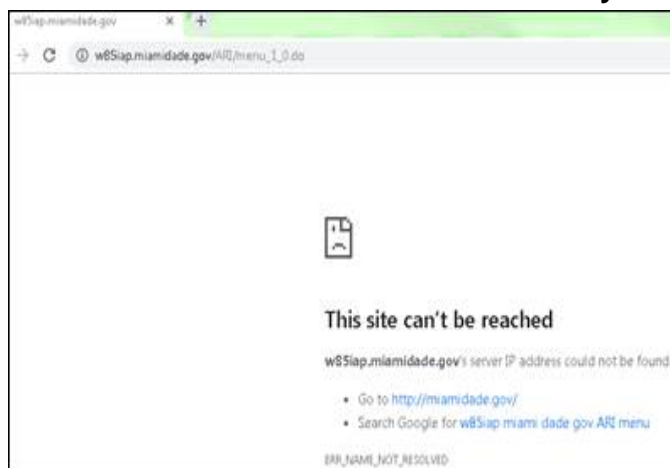 w85iap.miamidade.gov × +
→ w85iap.miamidade.gov/ARI/menu_1_0.do
This site can't be reached
w85iap.miamidade.gov's server IP address could not be found
• Go to http://miamidade.gov/
• Search Google for w85iap miami dade gov ARI menu
ERR_NAME_NOT_RESOLVED